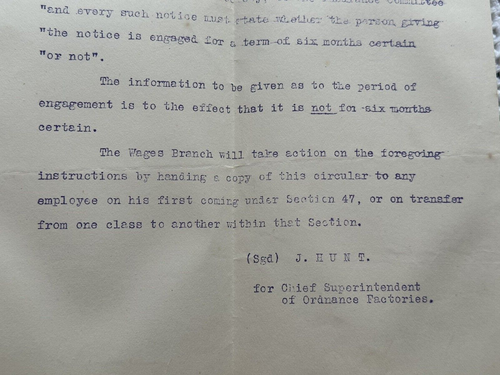 Committee
"and every such notice must state whether the person giving
"the notice is engaged for a term of six months certain
"or not".
The information to be given as to the period of
engagement is to the effect that it is not for six months
certain.
The Wages Branch will take action on the foregoing
instructions by handing a copy of this circular to any
employee on his first coming under Section 47, or on transfer
from one class to another within that Section.
(Sgd) J. H U N T.
for Chief Superintendent
of Ordnance Factories.